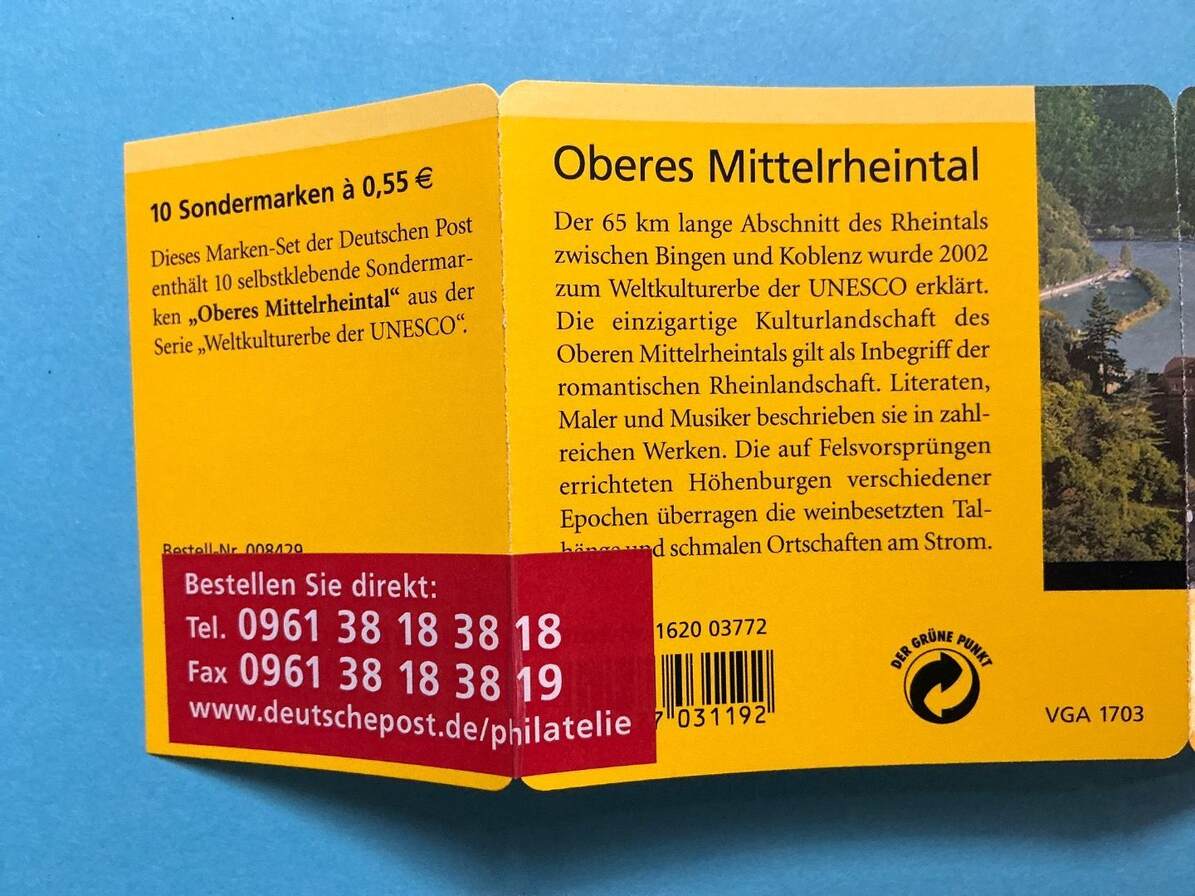 10 Sondermarken à 0,55 €
Dieses Marken-Set der Deutschen Post
enthält 10 selbstklebende Sondermar-
ken „Oberes Mittelrheintal“ aus der
Serie „Weltkulturerbe der UNESCO“.
Bestell-Nr. 008429
Bestellen Sie direkt:
Tel. 0961 38 18 38 18
Fax 0961 38 18 38 19
www.deutschepost.de/philatelie
Oberes Mittelrheintal
Der 65 km lange Abschnitt des Rheintals
zwischen Bingen und Koblenz wurde 2002
zum Weltkulturerbe der UNESCO erklärt.
Die einzigartige Kulturlandschaft des
Oberen Mittelrheintals gilt als Inbegriff der
romantischen Rheinlandschaft. Literaten,
Maler und Musiker beschrieben sie in zahl-
reichen Werken. Die auf Felsvorsprüngen
errichteten Höhenburgen verschiedener
Epochen überragen die weinbesetzten Tal-
hänge und schmalen Ortschaften am Strom.
1620 03772
7 031192
DER GRÜNE PUNKT
VGA 1703